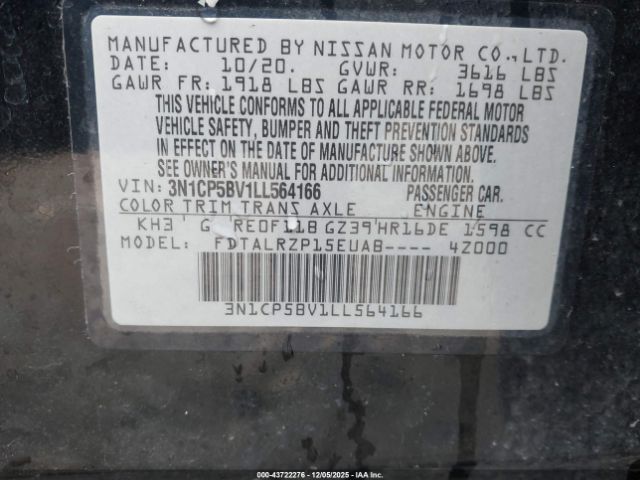 MANUFACTURED BY NISSAN MOTOR CO., LTD.
DATE: 10/20. GVWR: 3616 LBS
GAWR FR: 1918 LBS GAWR RR: 1698 LBS
THIS VEHICLE CONFORMS TO ALL APPLICABLE FEDERAL MOTOR
VEHICLE SAFETY, BUMPER AND THEFT PREVENTION STANDARDS
IN EFFECT ON THE DATE OF MANUFACTURE SHOWN ABOVE.
SEE OWNER'S MANUAL FOR ADDITIONAL INFORMATION.
VIN: 3N1CP5BV1LL564166 PASSENGER CAR.
COLOR TRIM TRANS AXLE ENGINE
KH3 G RE0F11B GZ39 HR16DE 1598 CC
MODEL: FDTALRZP15EUAB---- 4Z000
3N1CP5BV1LL564166
000-43722276 * 12/05/2025 * IAA Inc.